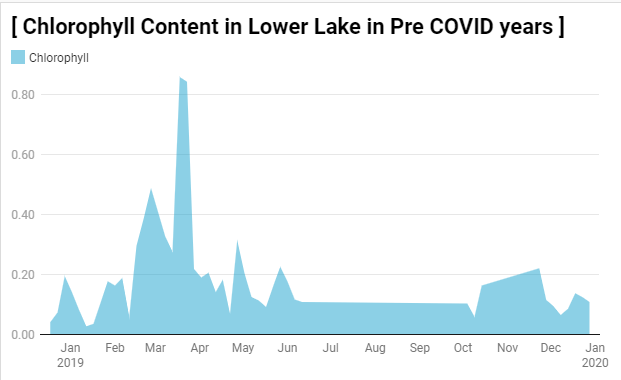 [ Chlorophyll Content in Lower Lake in Pre COVID years ]
Chlorophyll
0.80
0.60
0.40
0.20
0.00
Jan Feb Mar Apr May Jun Jul Aug Sep Oct Nov Dec Jan
2019 2020